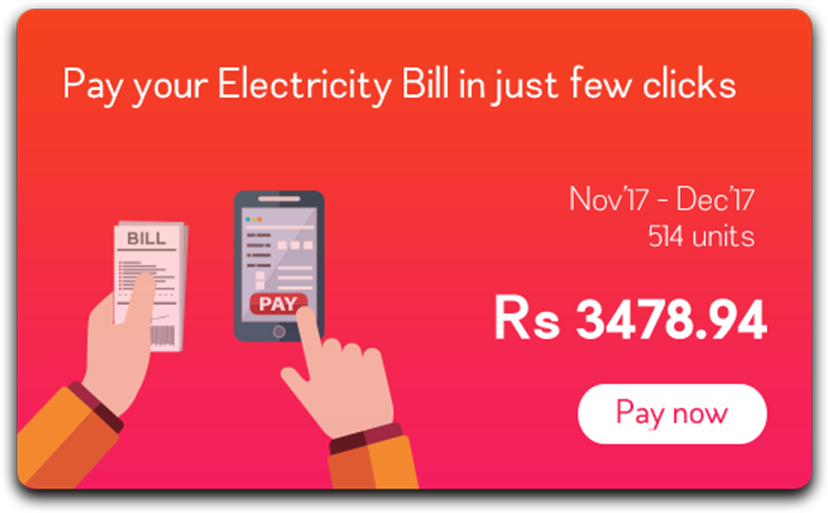 Pay your Electricity Bill in just few clicks
Nov'17 - Dec'17
514 units
BILL
PAY
Rs 3478.94
Pay now